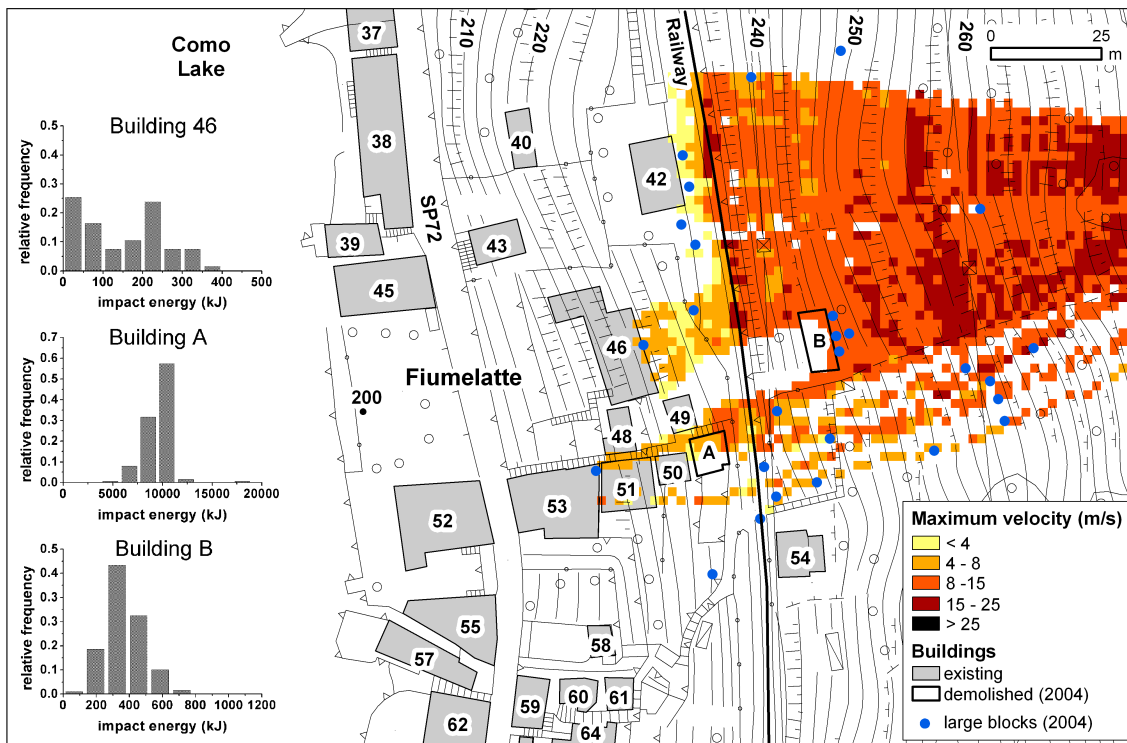 Como
Lake
37
38
39
45
SP72
210
220
40
43
42
Railway
240
250
260
0 25
m
Building 46
relative frequency
0.5
0.4
0.3
0.2
0.1
0.0
0 100 200 300 400 500
impact energy (kJ)
Building A
relative frequency
0.7
0.6
0.5
0.4
0.3
0.2
0.1
0.0
0 5000 10000 15000 20000
impact energy (kJ)
Building B
relative frequency
0.5
0.4
0.3
0.2
0.1
0.0
0 200 400 600 800 1000 1200
impact energy (kJ)
46
B
Fiumelatte
200
48
49
A
50
51
52
53
54
55
57
58
59
60
61
62
64
Maximum velocity (m/s)
< 4
4 - 8
8 -15
15 - 25
> 25
Buildings
existing
demolished (2004)
large blocks (2004)